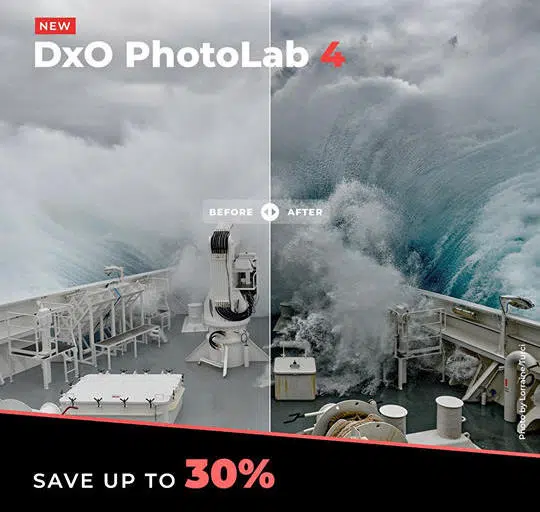 NEW
DxO PhotoLab 4
BEFORE AFTER
Photo by Lorraine Turci
SAVE UP TO 30%